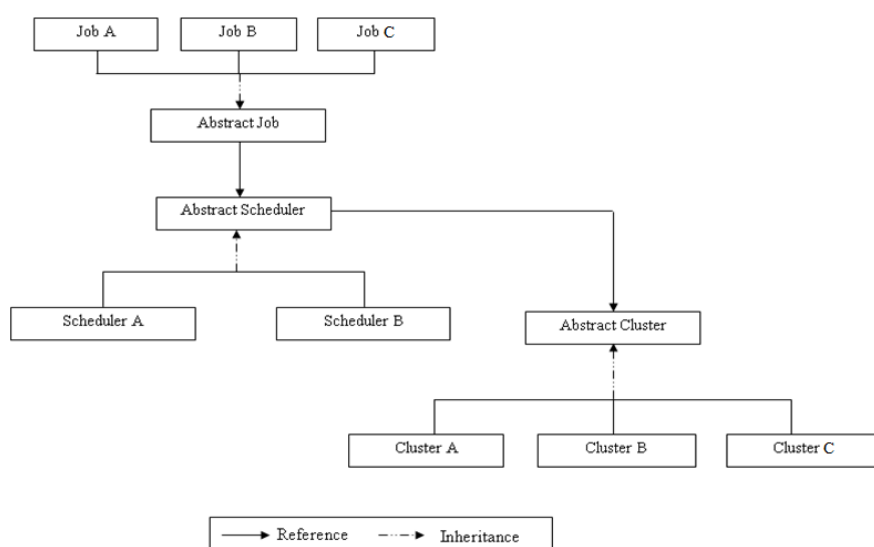 Job A Job B Job C
Abstract Job
Abstract Scheduler
Scheduler A Scheduler B
Abstract Cluster
Cluster A Cluster B Cluster C
Reference Inheritance